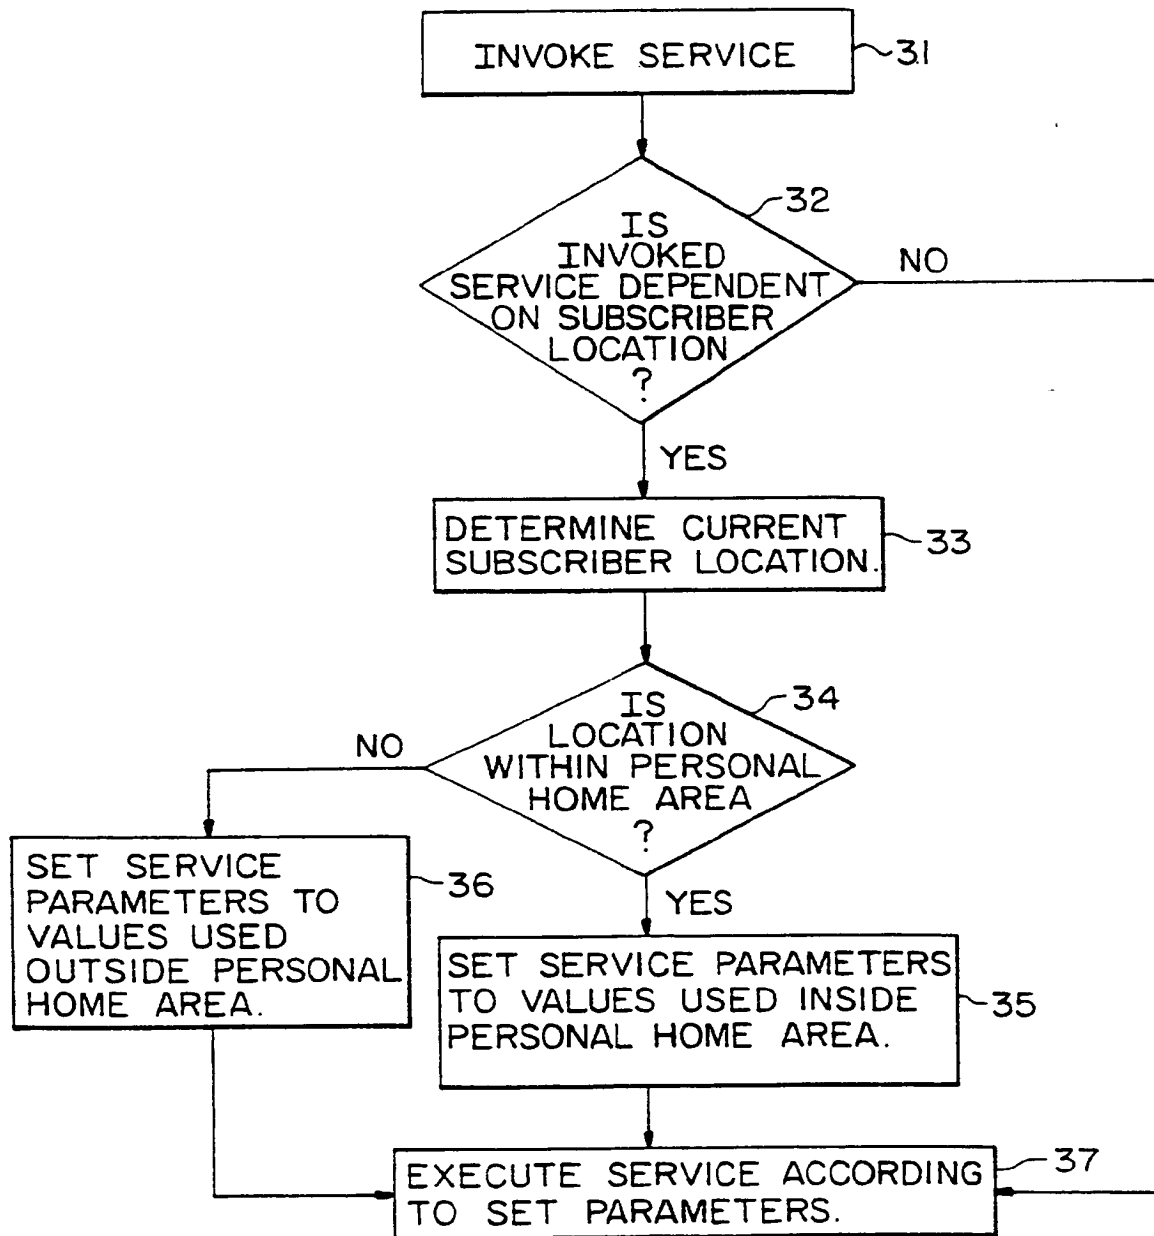 INVOKE SERVICE
31
32
IS
INVOKED
SERVICE DEPENDENT
ON SUBSCRIBER
LOCATION
?
NO
YES
DETERMINE CURRENT
SUBSCRIBER LOCATION.
33
34
IS
LOCATION
WITHIN PERSONAL
HOME AREA
?
NO
YES
SET SERVICE
PARAMETERS TO
VALUES USED
OUTSIDE PERSONAL
HOME AREA.
36
SET SERVICE PARAMETERS
TO VALUES USED INSIDE
PERSONAL HOME AREA.
35
EXECUTE SERVICE ACCORDING
TO SET PARAMETERS.
37